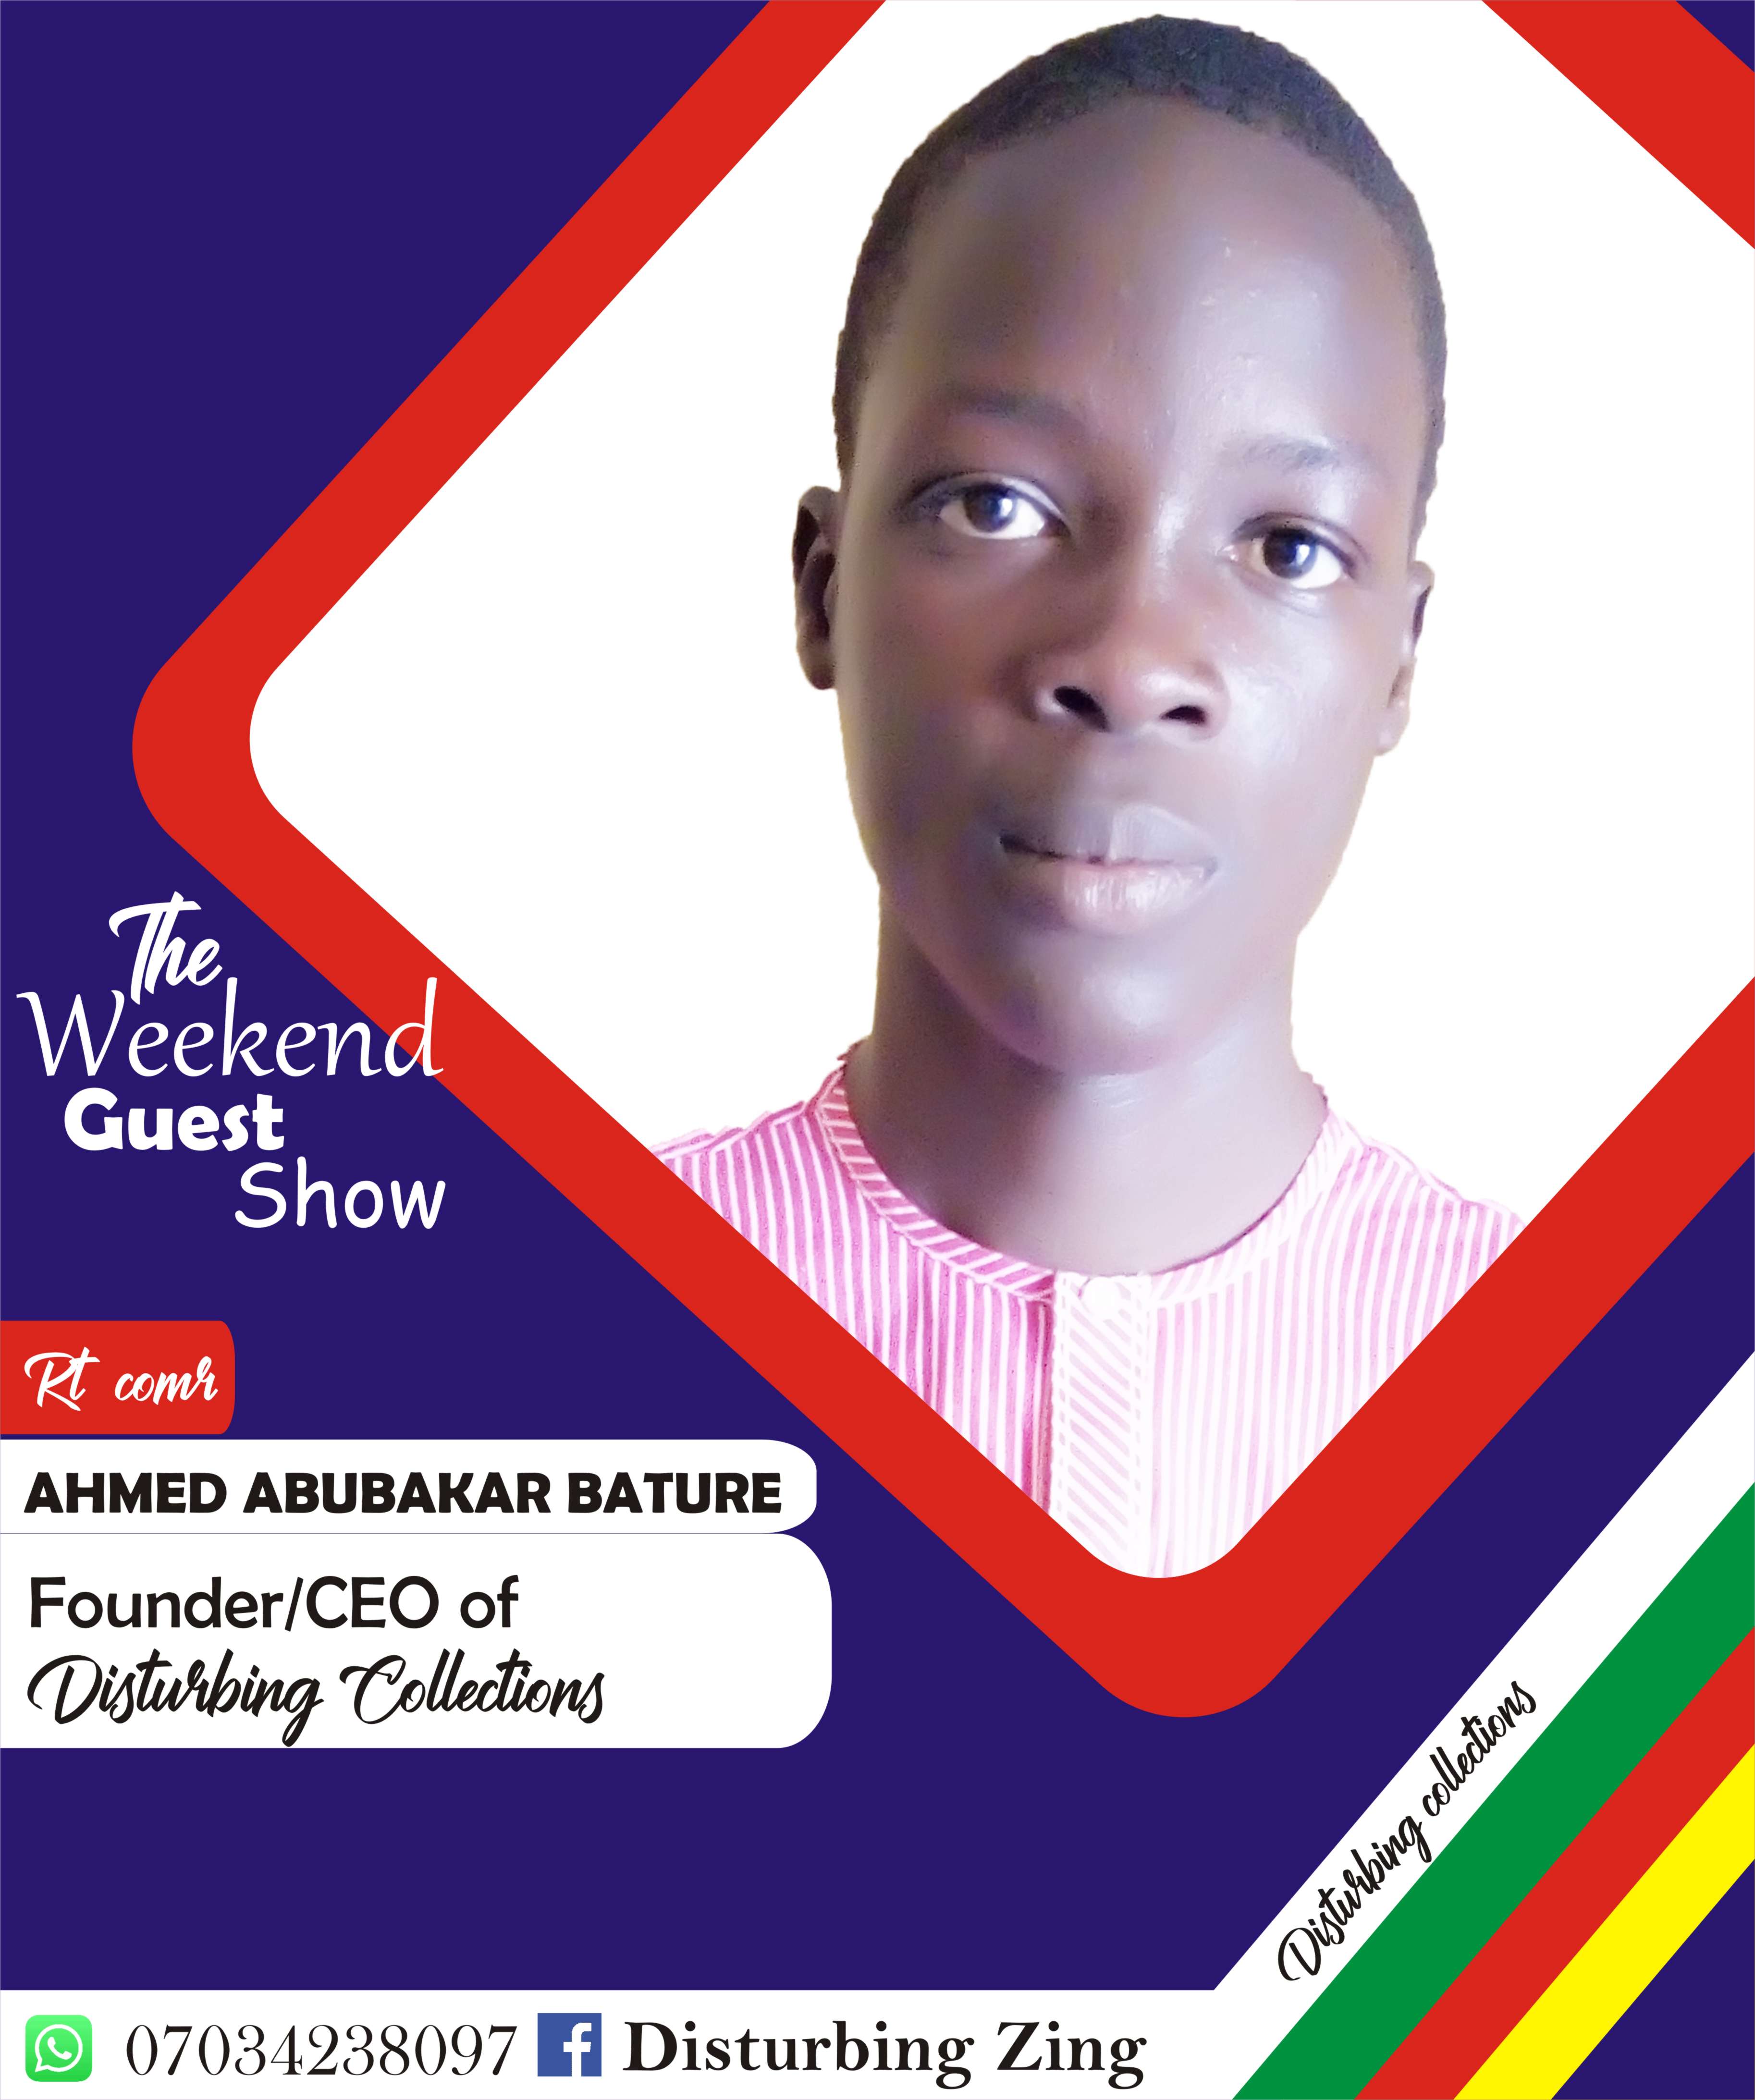 The
Weekend
Guest
Show
Rt comr
AHMED ABUBAKAR BATURE
Founder/CEO of
Disturbing Collections
Disturbing collections
07034238097 f Disturbing Zing